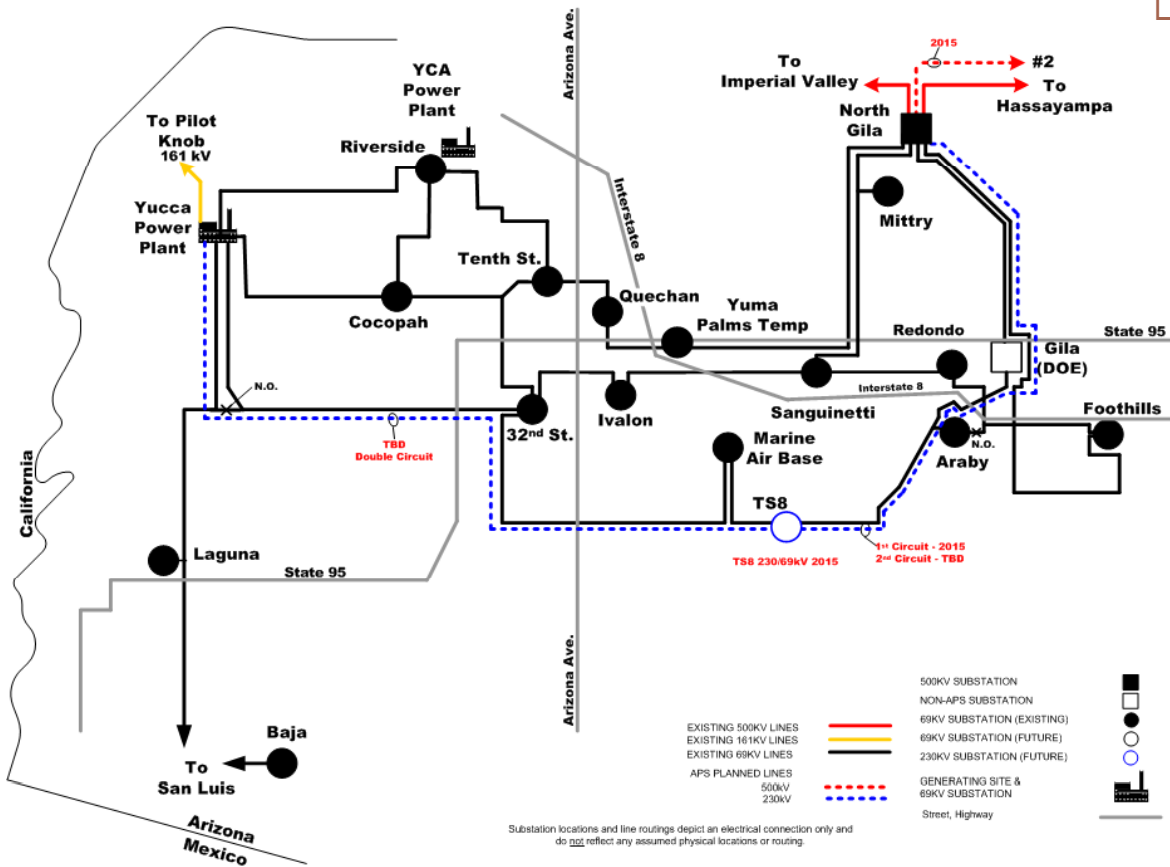 Arizona Ave.
2015
#2
To
Imperial Valley
To
Hassayampa
North
Gila
YCA
Power
Plant
To Pilot
Knob
161 kV
Riverside
Interstate 8
Mittry
Yucca
Power
Plant
Tenth St.
Quechan
Cocopah
Yuma
Palms Temp
Redondo
State 95
Gila
(DOE)
N.O.
Interstate 8
Foothills
32nd St.
Ivalon
Sanguinetti
TBD
Double Circuit
Marine
Air Base
Araby
N.O.
California
TS8
Laguna
1st Circuit - 2015
2nd Circuit - TBD
TS8 230/69kV 2015
State 95
Arizona Ave.
Baja
To
San Luis
Arizona
Mexico
EXISTING 500KV LINES
EXISTING 161KV LINES
EXISTING 69KV LINES
APS PLANNED LINES
500kV
230kV
500KV SUBSTATION
NON-APS SUBSTATION
69KV SUBSTATION (EXISTING)
69KV SUBSTATION (FUTURE)
230KV SUBSTATION (FUTURE)
GENERATING SITE &
69KV SUBSTATION
Street, Highway
Substation locations and line routings depict an electrical connection only and
do not reflect any assumed physical locations or routing.